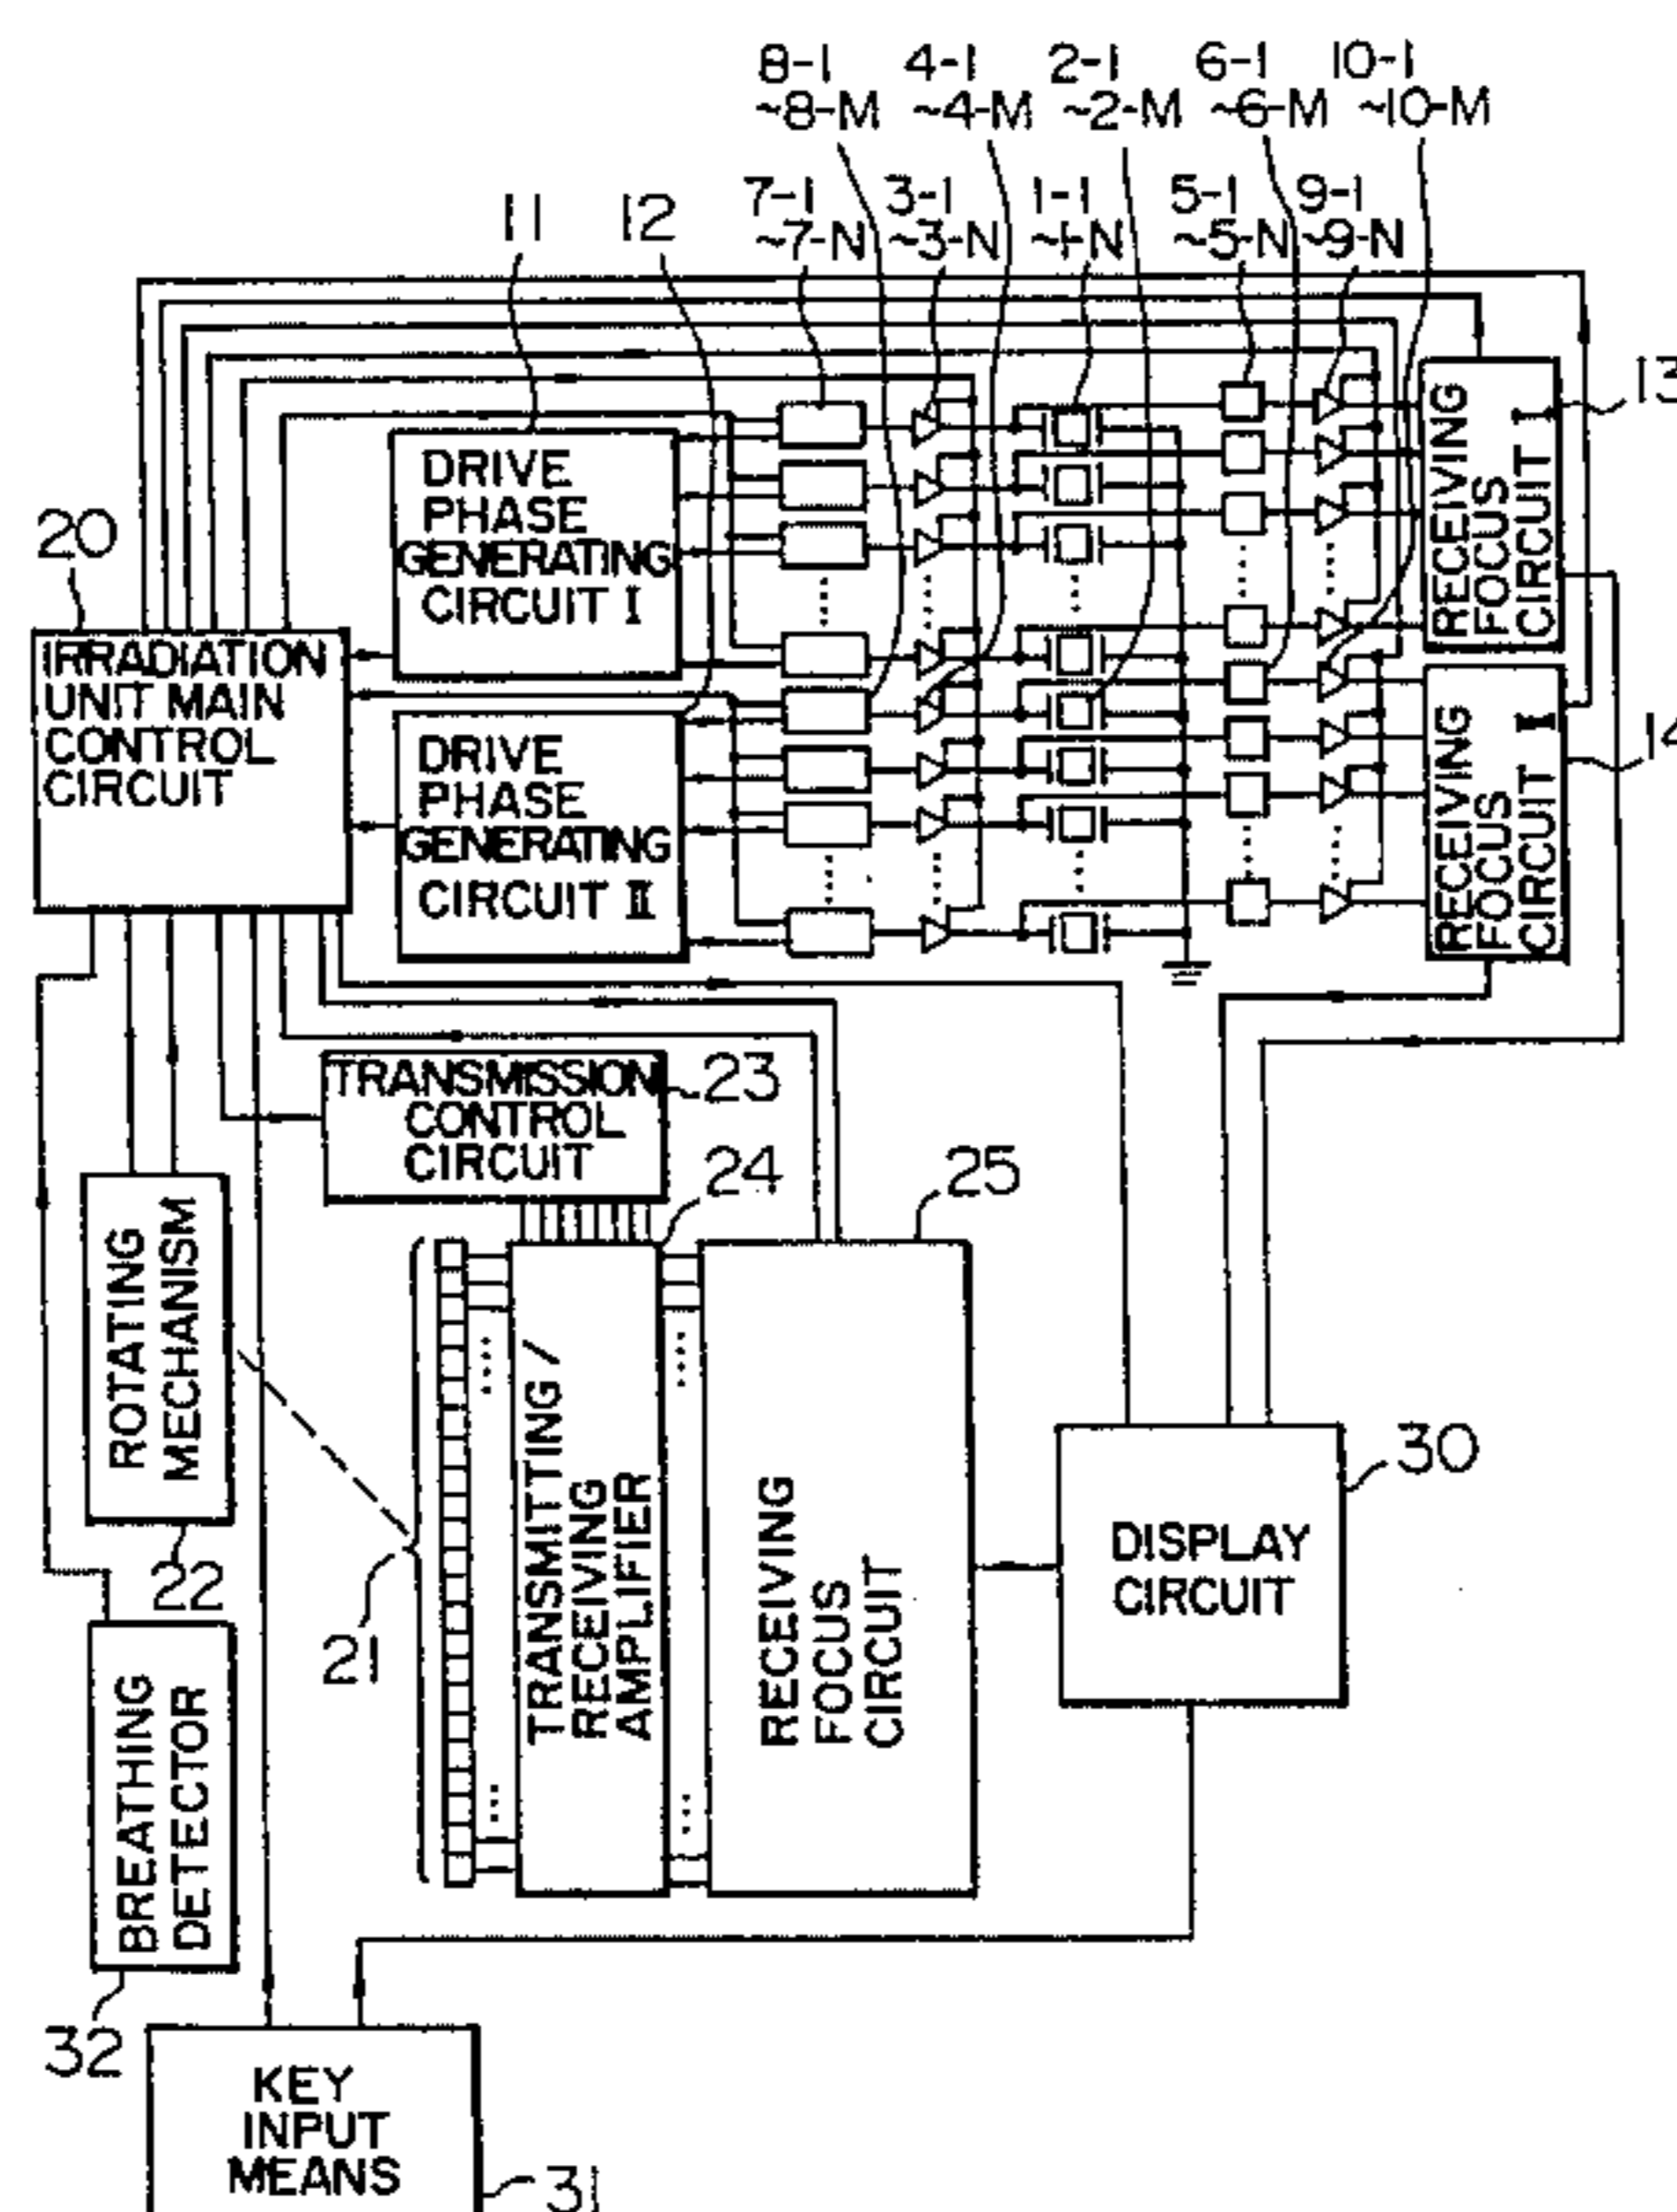 8-1 4-1 2-1 6-1 10-1
~8-M ~4-M ~2-M ~6-M ~10-M
7-1 3-1 1-1 5-1 9-1
~7-N ~3-N ~1-N ~5-N ~9-N
11 12
13
DRIVE
PHASE
GENERATING
CIRCUIT I
RECEIVING
FOCUS
CIRCUIT I
20
IRRADIATION
UNIT MAIN
CONTROL
CIRCUIT
DRIVE
PHASE
GENERATING
CIRCUIT II
RECEIVING
FOCUS
CIRCUIT II
14
TRANSMISSION
CONTROL
CIRCUIT
23
24
25
ROTATING
MECHANISM
22
21
TRANSMITTING /
RECEIVING
AMPLIFIER
RECEIVING
FOCUS
CIRCUIT
30
DISPLAY
CIRCUIT
BREATHING
DETECTOR
32
KEY
INPUT
MEANS
31